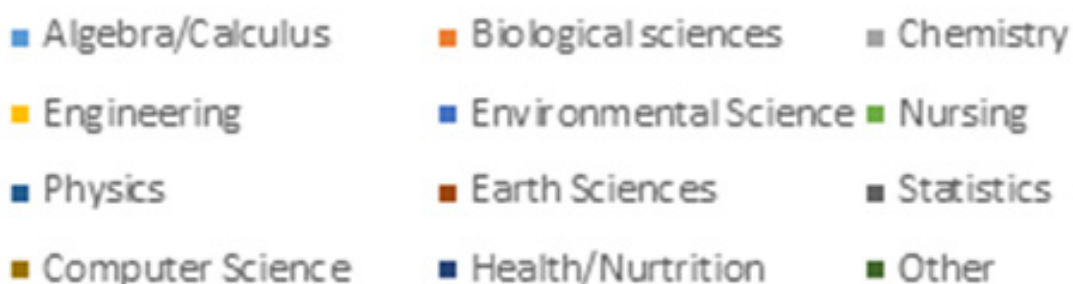 Algebra/Calculus Biological sciences Chemistry
Engineering Environmental Science Nursing
Physics Earth Sciences Statistics
Computer Science Health/Nurtrition Other